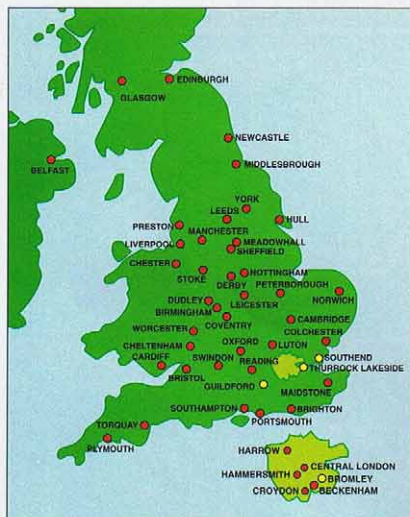 EDINBURGH
GLASGOW
NEWCASTLE
BELFAST
MIDDLESBROUGH
YORK
LEEDS
HULL
PRESTON
MANCHESTER
LIVERPOOL
MEADOWHALL
SHEFFIELD
CHESTER
STOKE
NOTTINGHAM
DERBY
PETERBOROUGH
DUDLEY
LEICESTER
NORWICH
BIRMINGHAM
COVENTRY
CAMBRIDGE
WORCESTER
COLCHESTER
OXFORD
LUTON
CHELTENHAM
SWINDON
READING
SOUTHEND
CARDIFF
THURROCK LAKESIDE
BRISTOL
GUILDFORD
MAIDSTONE
SOUTHAMPTON
BRIGHTON
TORQUAY
PORTSMOUTH
PLYMOUTH
HARROW
CENTRAL LONDON
HAMMERSMITH
BROMLEY
CROYDON
BECKENHAM